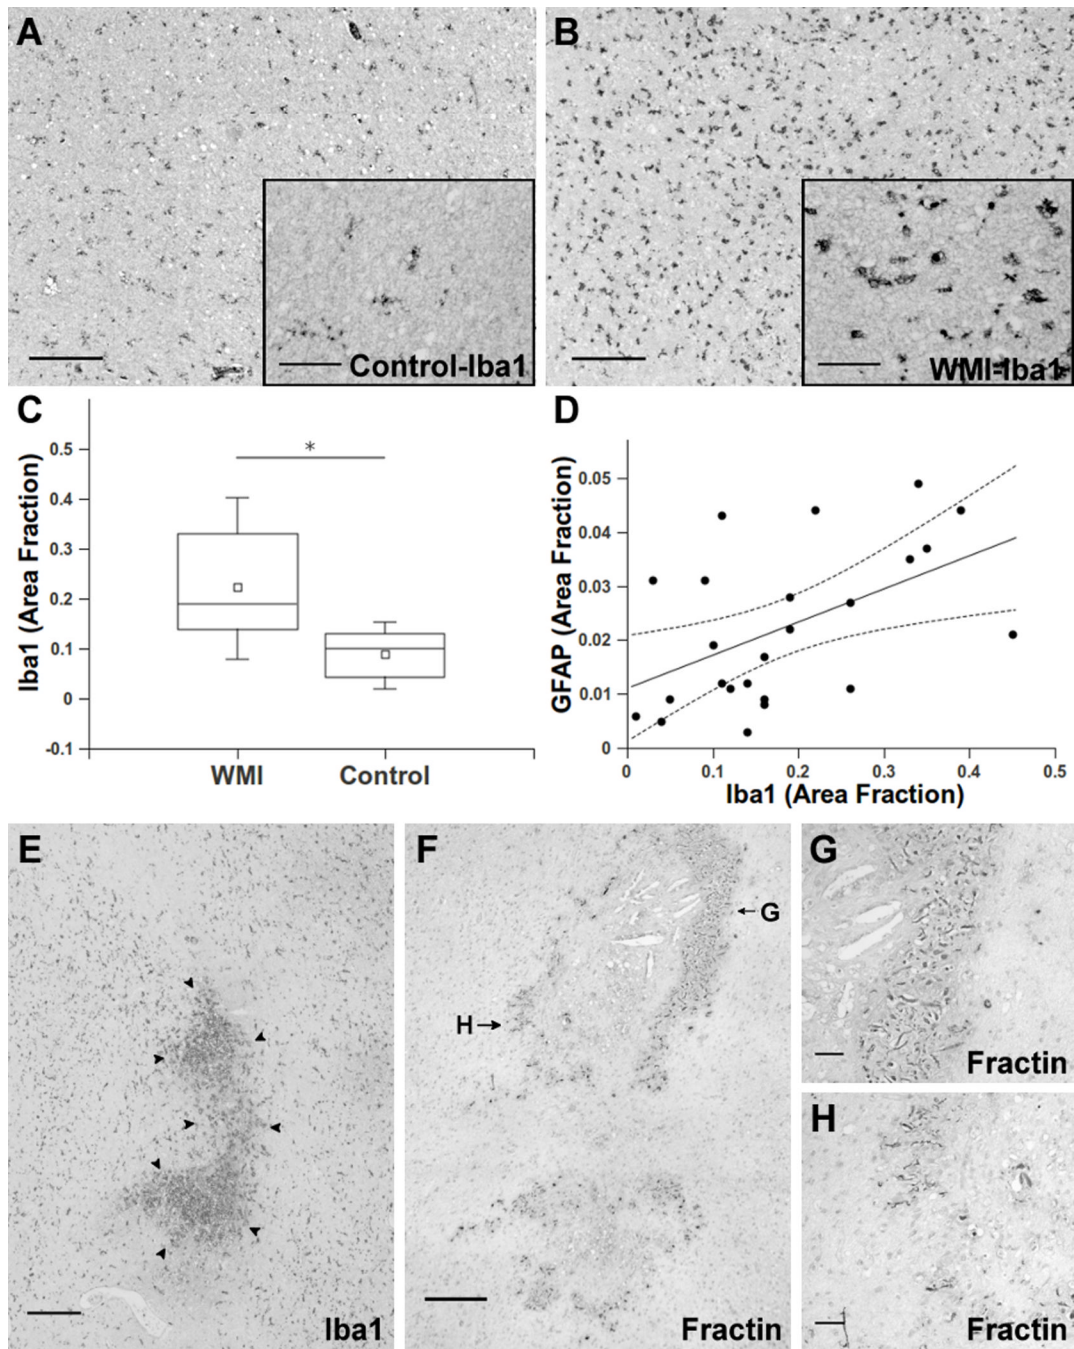 A
Control-Iba1
B
WMI-Iba1
C
Iba1 (Area Fraction)
0.5
0.4
0.3
0.2
0.1
0
-0.1
*
WMI
Control
D
GFAP (Area Fraction)
0.05
0.04
0.03
0.02
0.01
0
0
0.1
0.2
0.3
0.4
0.5
Iba1 (Area Fraction)
E
Iba1
F
G
H
Fractin
G
Fractin
H
Fractin